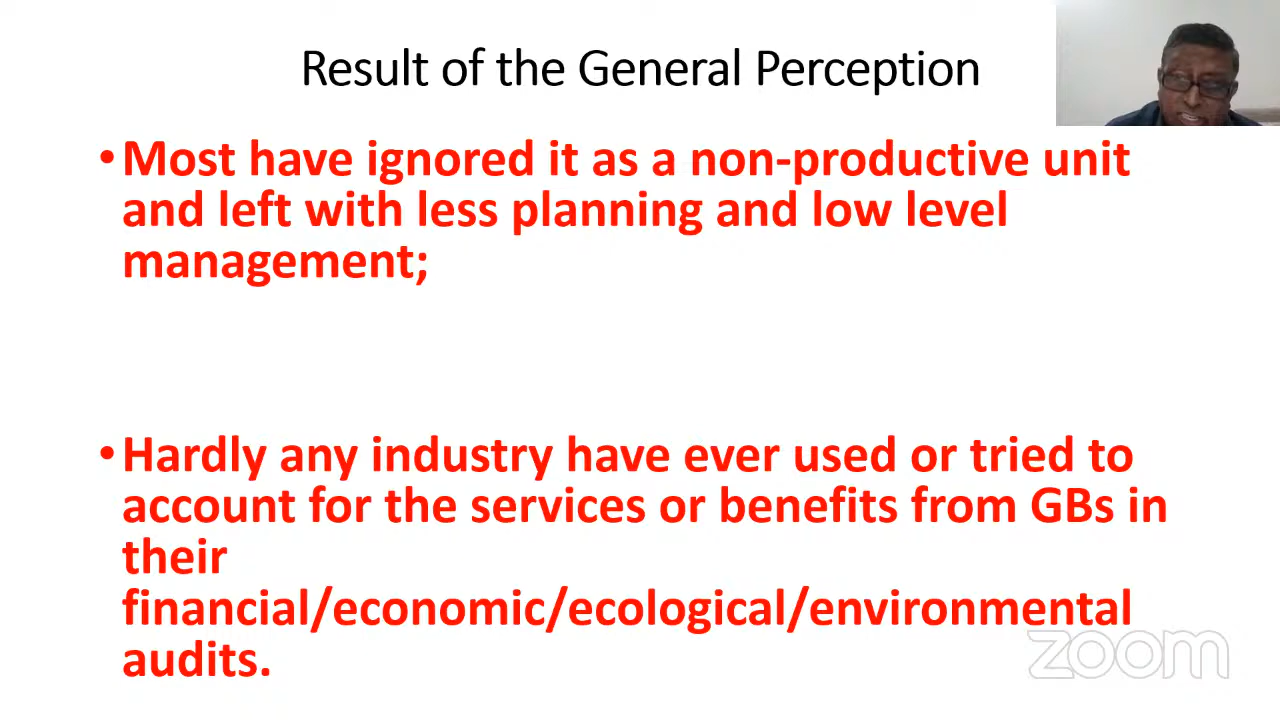 Result of the General Perception
•Most have ignored it as a non-productive unit
and left with less planning and low level
management;
•Hardly any industry have ever used or tried to
account for the services or benefits from GBs in
their
financial/economic/ecological/environmental
audits.
zoom